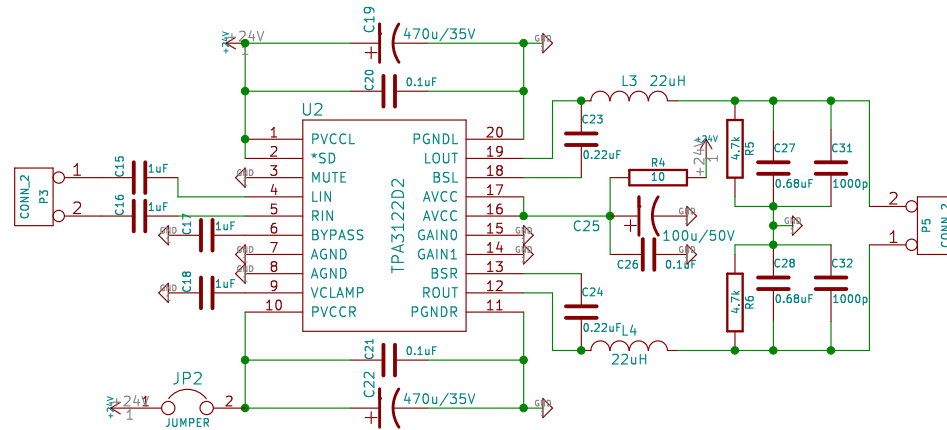 C19
470u/35V
+24V
+24V
1
GND
C20
0.1uF
L3 22uH
U2
C23
0.22uF
R5
4.7k
C27
0.68uF
C31
1000p
+24V
+24V
1
R4
10
1 PVCCL PGNDL 20
2 *SD LOUT 19
3 MUTE BSL 18
4 LIN AVCC 17
5 RIN AVCC 16
6 BYPASS GAIN0 15
7 AGND GAIN1 14
8 AGND BSR 13
9 VCLAMP ROUT 12
10 PVCCR PGNDR 11
TPA3122D2
CONN_2
P3
1
2
C15
1uF
C16
1uF
C17
1uF
C18
1uF
GND
GND
GND
GND
GND
GND
GND
C25
100u/50V
C26
0.1uF
GND
GND
GND
2
1
P5
CONN_2
C24
0.22uF
L4
22uH
R6
4.7k
C28
0.68uF
C32
1000p
C21
0.1uF
C22
470u/35V
GND
JP2
JUMPER
1
2
+24V
+24V
1